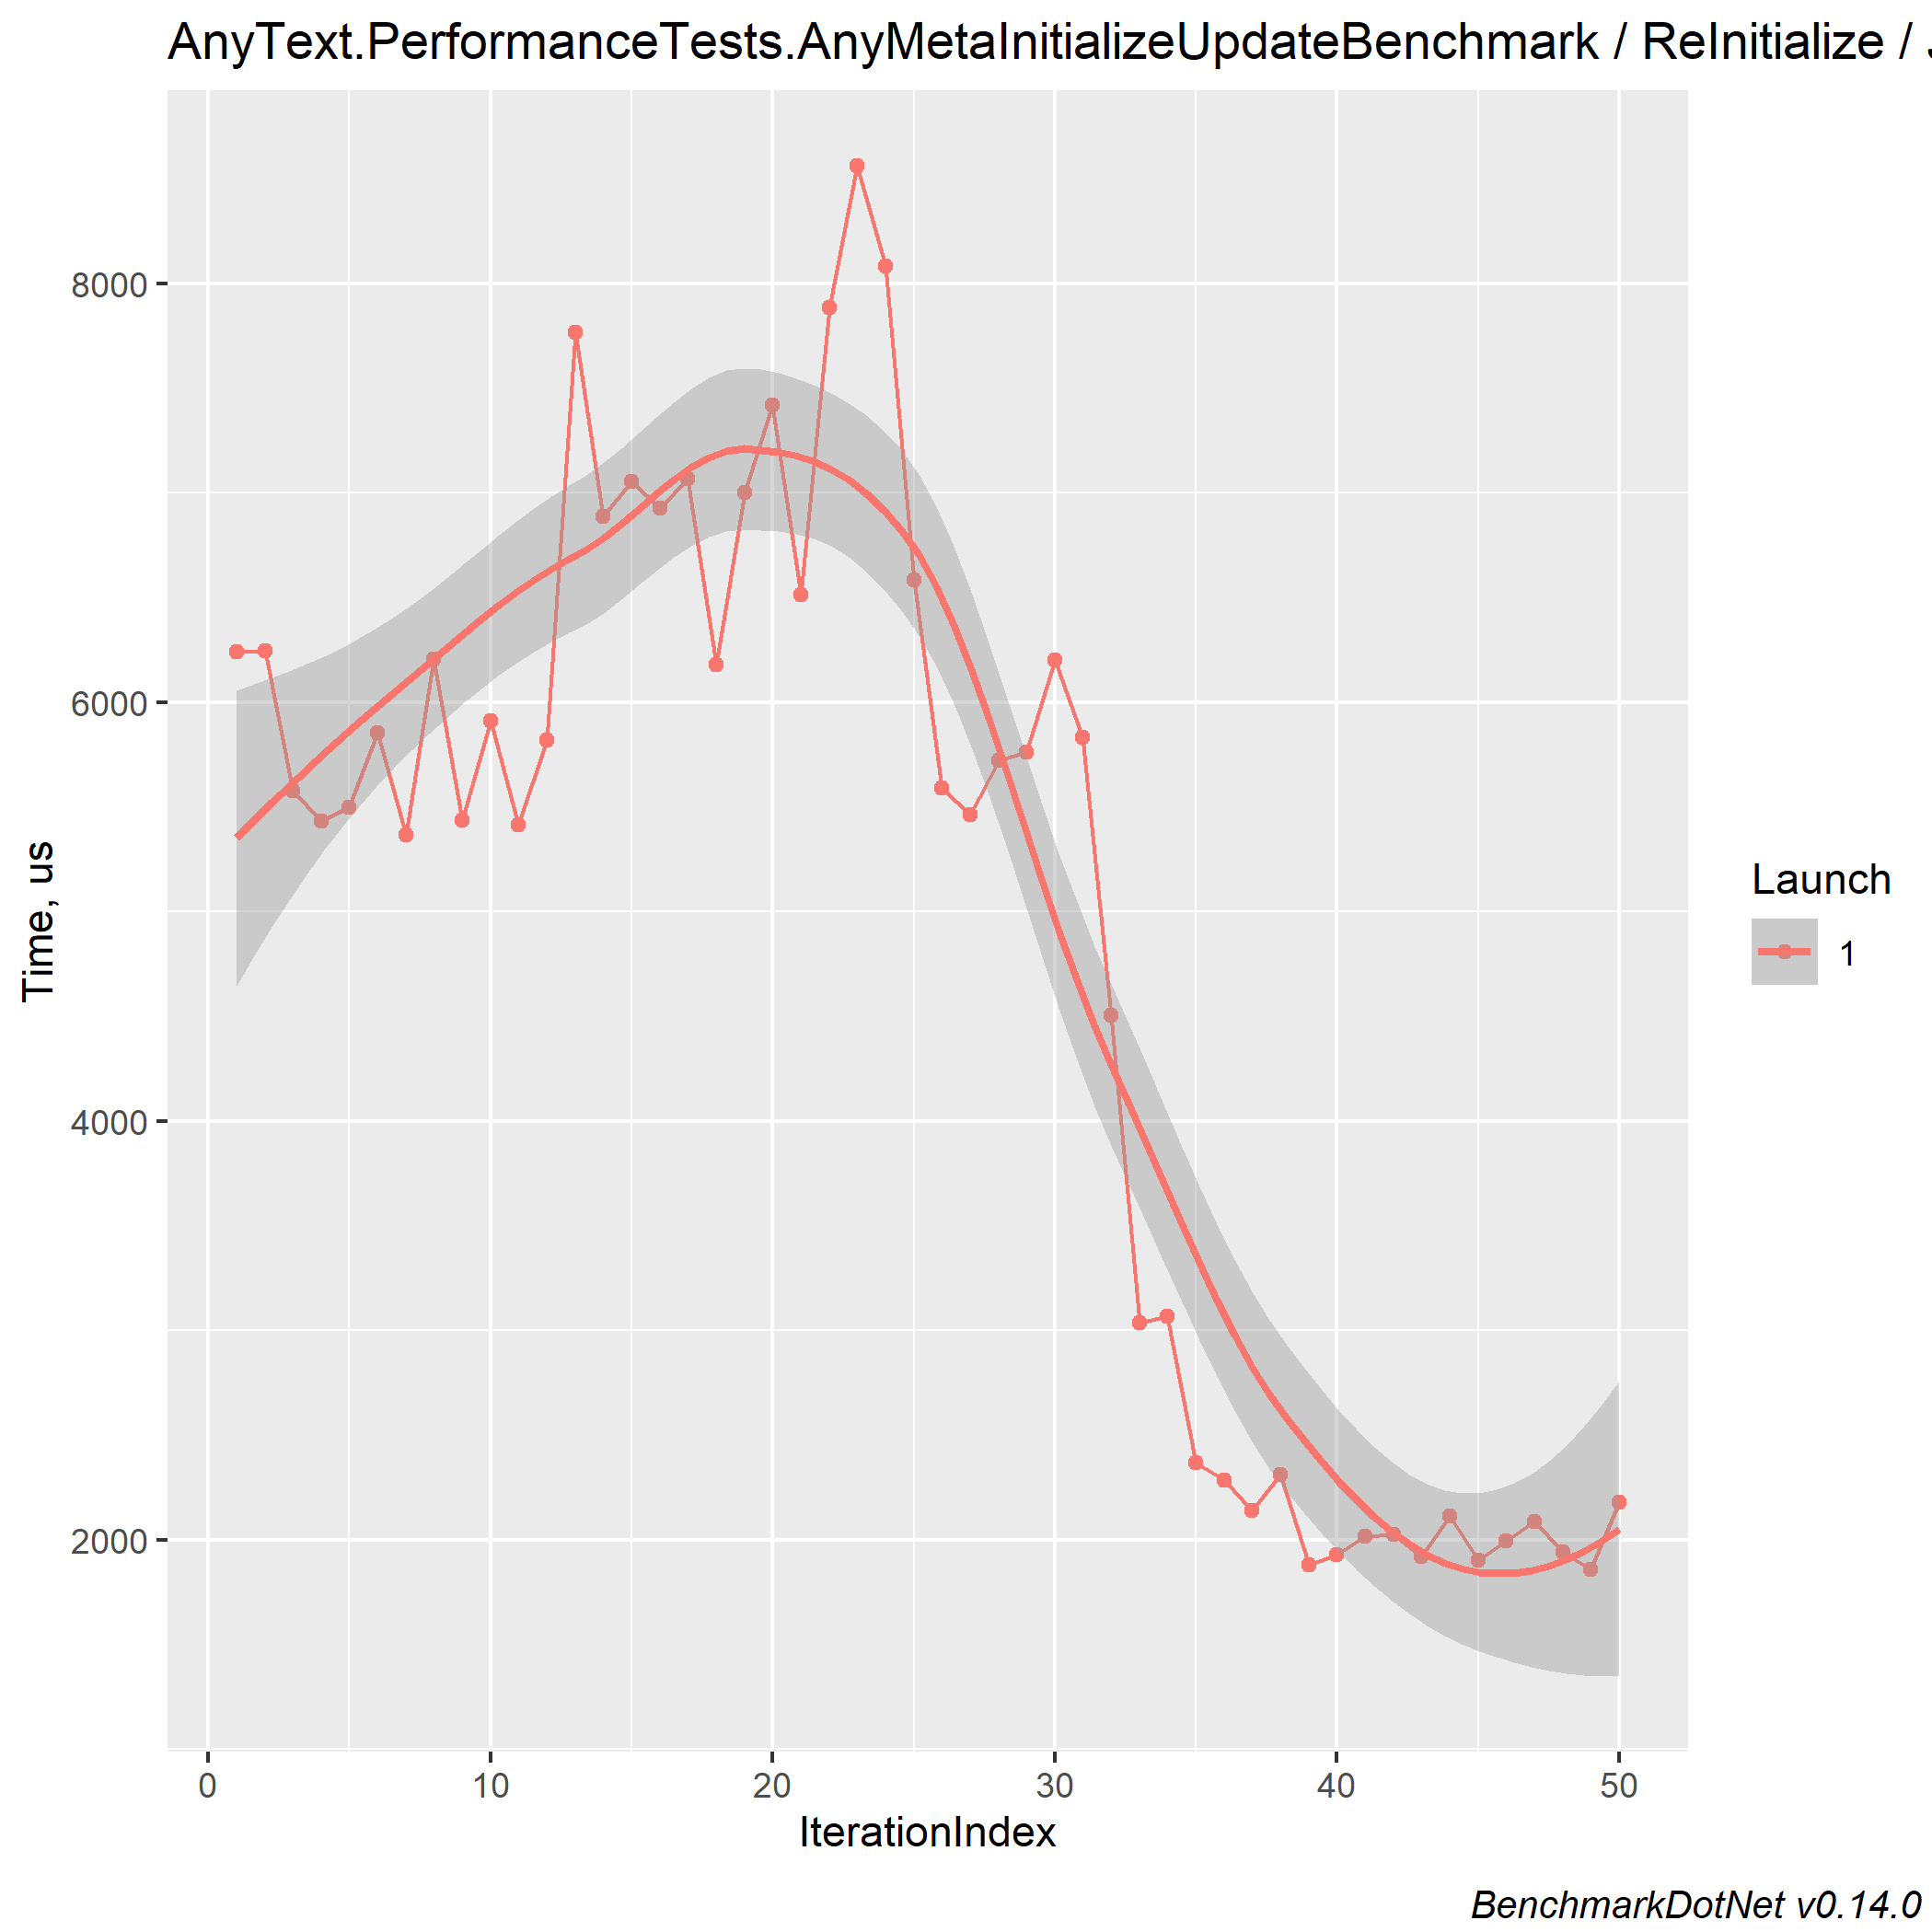 AnyText.PerformanceTests.AnyMetaInitializeUpdateBenchmark / ReInitialize /
8000
6000
4000
2000
Time, us
0 10 20 30 40 50
IterationIndex
Launch
1
BenchmarkDotNet v0.14.0